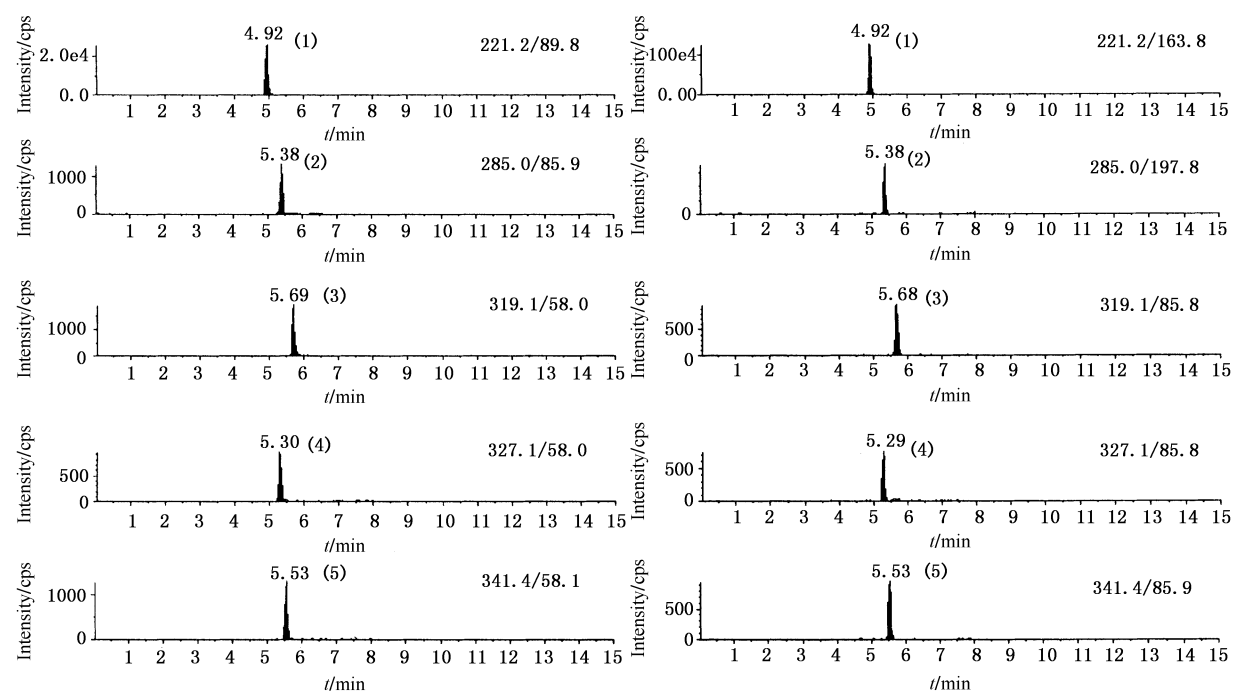 Intensity/cps
2.0e4
0.0
4.92 (1)
221.2/89.8
1 2 3 4 5 6 7 8 9 10 11 12 13 14 15
t/min
Intensity/cps
100e4
0.00
4.92 (1)
221.2/163.8
1 2 3 4 5 6 7 8 9 10 11 12 13 14 15
t/min
Intensity/cps
1000
0
5.38 (2)
285.0/85.9
1 2 3 4 5 6 7 8 9 10 11 12 13 14 15
t/min
Intensity/cps
0
5.38 (2)
285.0/197.8
1 2 3 4 5 6 7 8 9 10 11 12 13 14 15
t/min
Intensity/cps
1000
0
5.69 (3)
319.1/58.0
1 2 3 4 5 6 7 8 9 10 11 12 13 14 15
t/min
Intensity/cps
500
0
5.68 (3)
319.1/85.8
1 2 3 4 5 6 7 8 9 10 11 12 13 14 15
t/min
Intensity/cps
500
0
5.30 (4)
327.1/58.0
1 2 3 4 5 6 7 8 9 10 11 12 13 14 15
t/min
Intensity/cps
500
0
5.29 (4)
327.1/85.8
1 2 3 4 5 6 7 8 9 10 11 12 13 14 15
t/min
Intensity/cps
1000
0
5.53 (5)
341.4/58.1
1 2 3 4 5 6 7 8 9 10 11 12 13 14 15
t/min
Intensity/cps
500
0
5.53 (5)
341.4/85.9
1 2 3 4 5 6 7 8 9 10 11 12 13 14 15
t/min